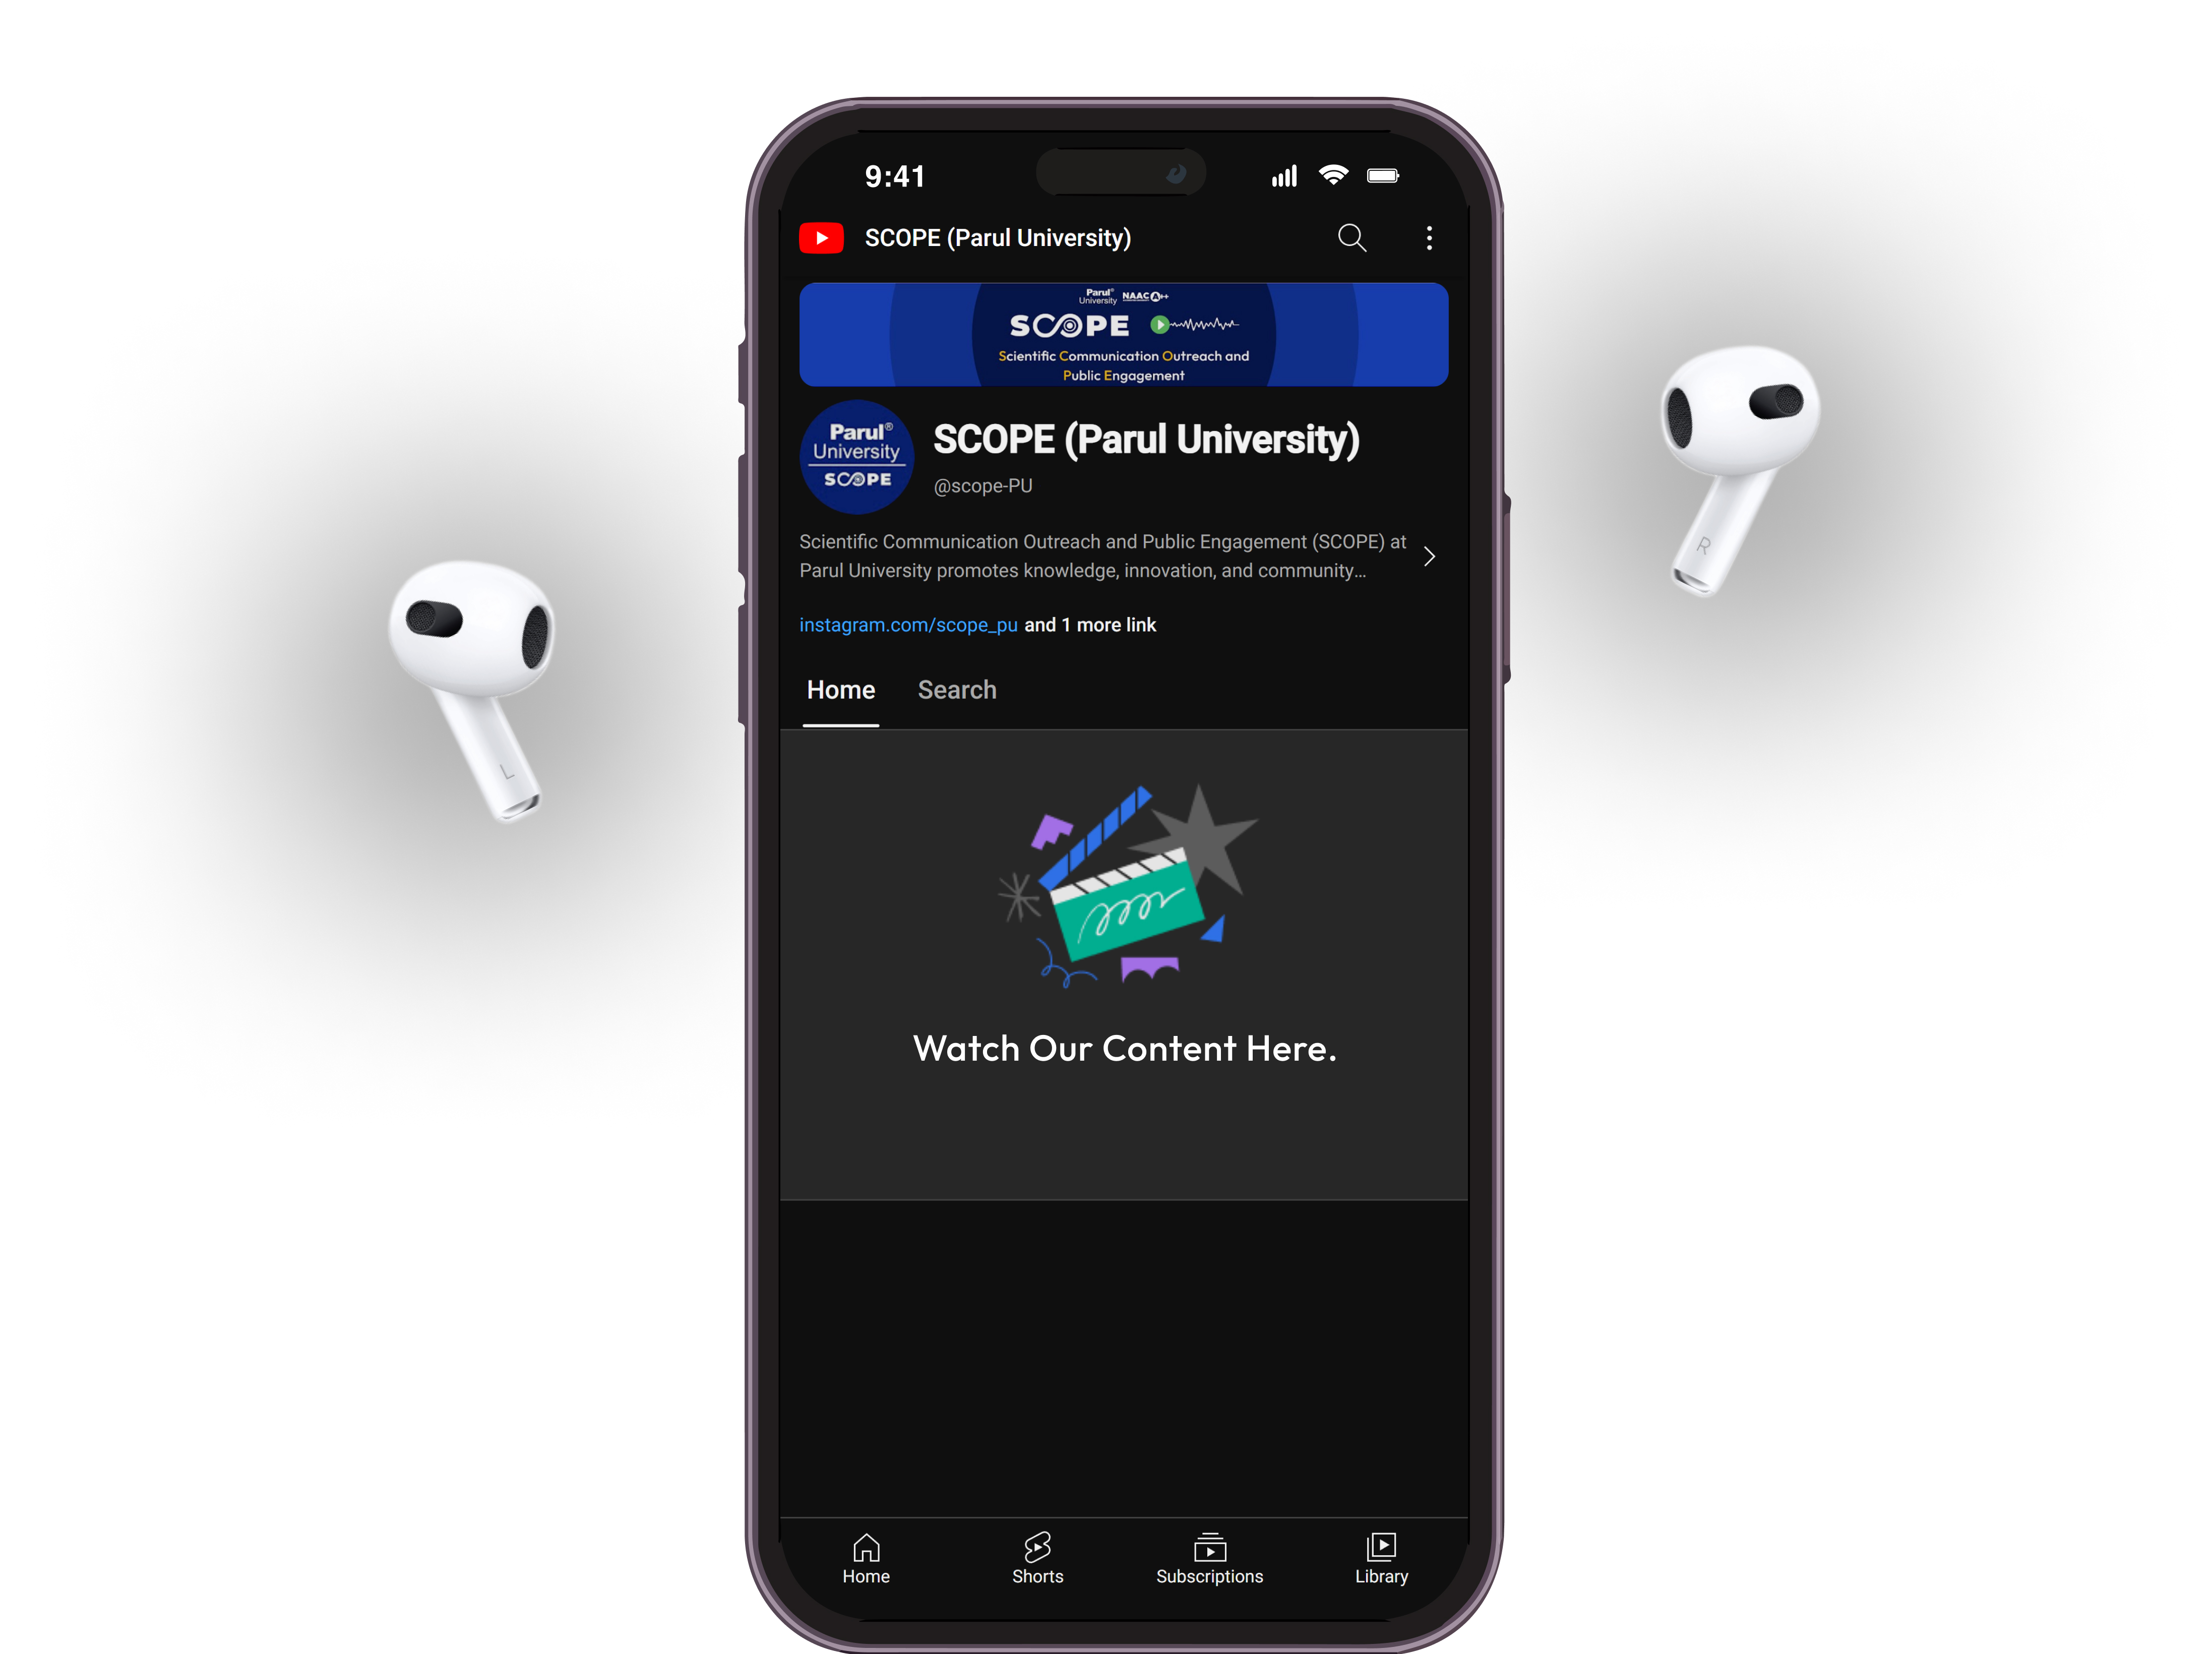 9:41
SCOPE (Parul University)
Parul®
University
NAAC A++
SCOPE
Scientific Communication Outreach and
Public Engagement
Parul®
University
SCOPE
SCOPE (Parul University)
@scope-PU
Scientific Communication Outreach and Public Engagement (SCOPE) at
Parul University promotes knowledge, innovation, and community...
instagram.com/scope_pu and 1 more link
Home Search
L
R
Watch Our Content Here.
Home Shorts Subscriptions Library